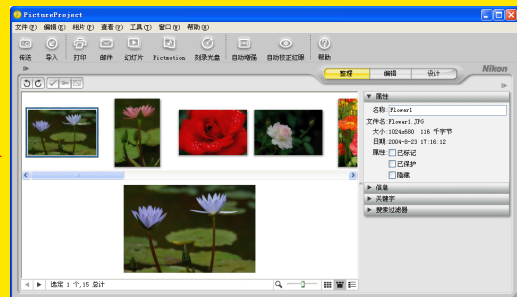 PictureProject
文件(F) 编辑(E) 相片(P) 查看(V) 工具(T) 窗口(W) 帮助(H)
传送 导入 打印 邮件 幻灯片 Pictmotion 刻录光盘 自动增强 自动校正红眼 帮助
整理 编辑 设计 Nikon
属性
名称: Flower1
文件名: Flower1.JPG
大小: 1024x680 116 千字节
日期: 2004-8-23 17:16:12
属性: 已标记
已保护
隐藏
信息
关键字
搜索过滤器
选定 1 个,15 总计